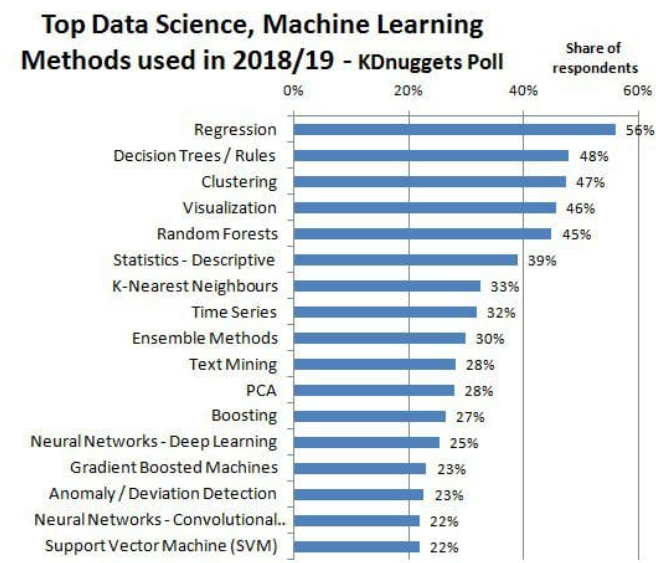 Top Data Science, Machine Learning
Methods used in 2018/19 - KDnuggets Poll
Share of
respondents
0% 20% 40% 60%
Regression 56%
Decision Trees / Rules 48%
Clustering 47%
Visualization 46%
Random Forests 45%
Statistics - Descriptive 39%
K-Nearest Neighbours 33%
Time Series 32%
Ensemble Methods 30%
Text Mining 28%
PCA 28%
Boosting 27%
Neural Networks - Deep Learning 25%
Gradient Boosted Machines 23%
Anomaly / Deviation Detection 23%
Neural Networks - Convolutional.. 22%
Support Vector Machine (SVM) 22%